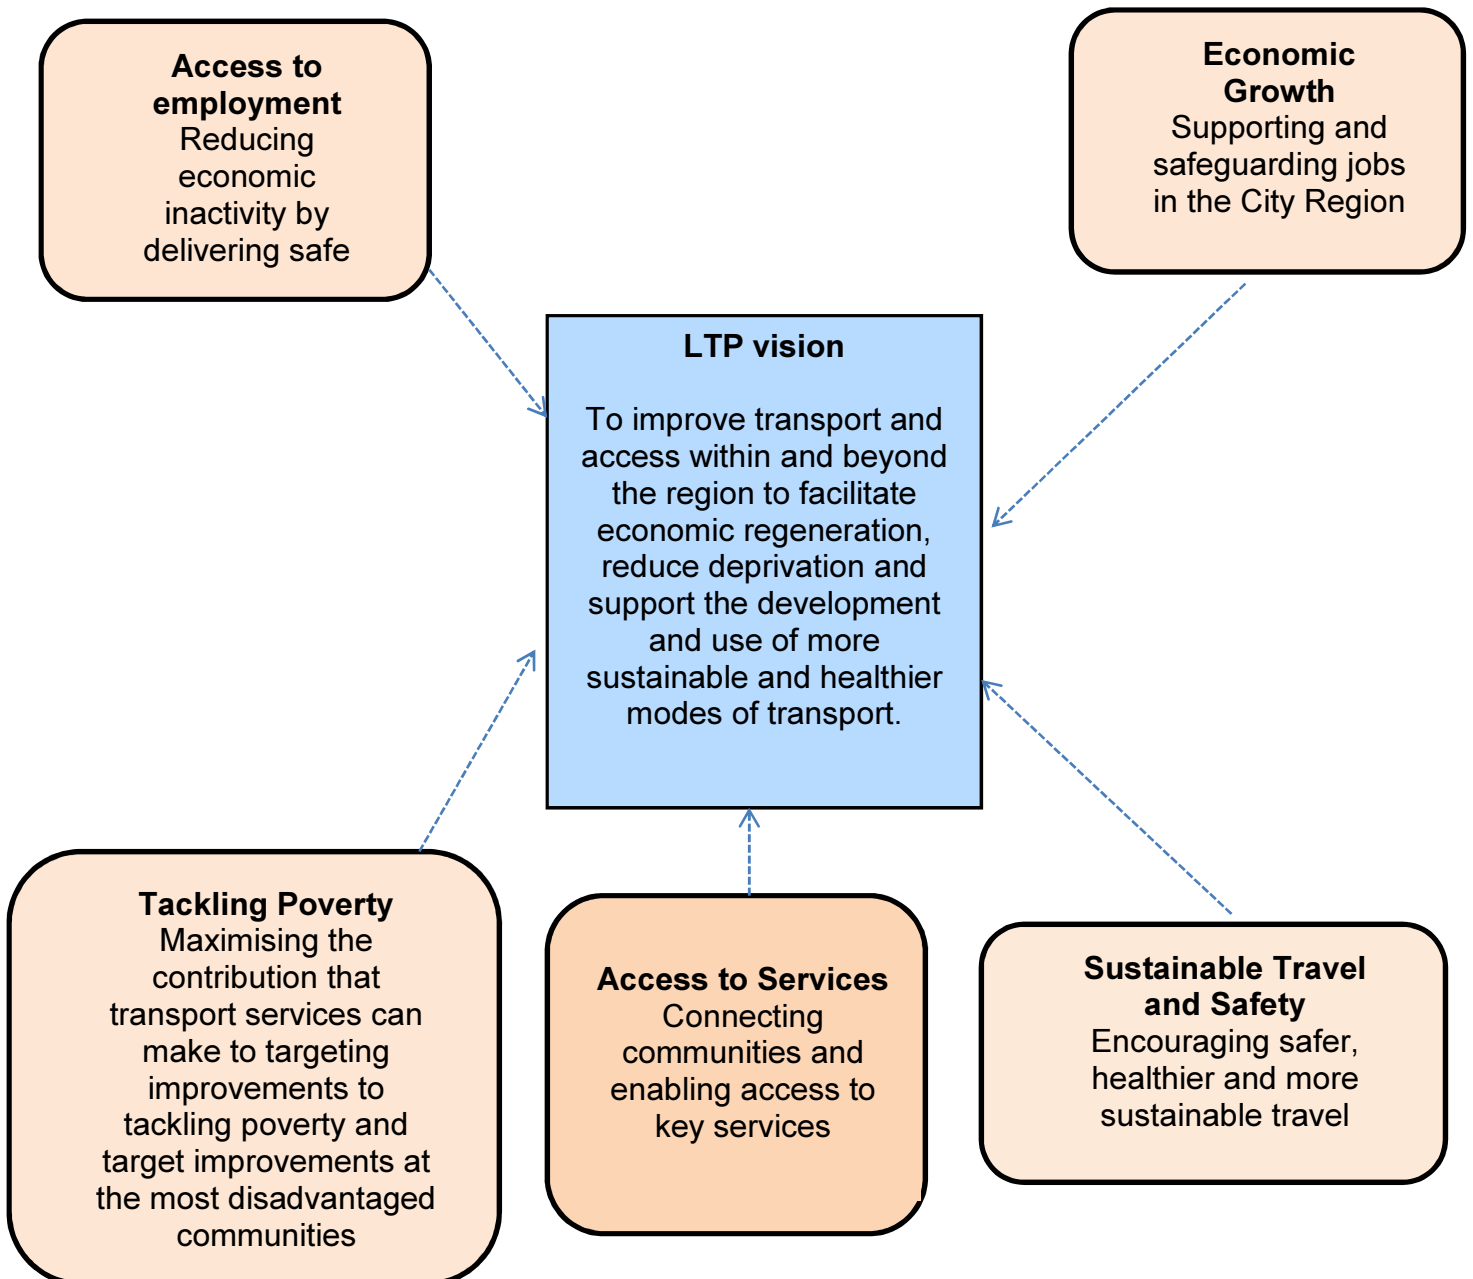 Access to
employment
Reducing
economic
inactivity by
delivering safe
Economic
Growth
Supporting and
safeguarding jobs
in the City Region
LTP vision
To improve transport and
access within and beyond
the region to facilitate
economic regeneration,
reduce deprivation and
support the development
and use of more
sustainable and healthier
modes of transport.
Tackling Poverty
Maximising the
contribution that
transport services can
make to targeting
improvements to
tackling poverty and
target improvements at
the most disadvantaged
communities
Access to Services
Connecting
communities and
enabling access to
key services
Sustainable Travel
and Safety
Encouraging safer,
healthier and more
sustainable travel